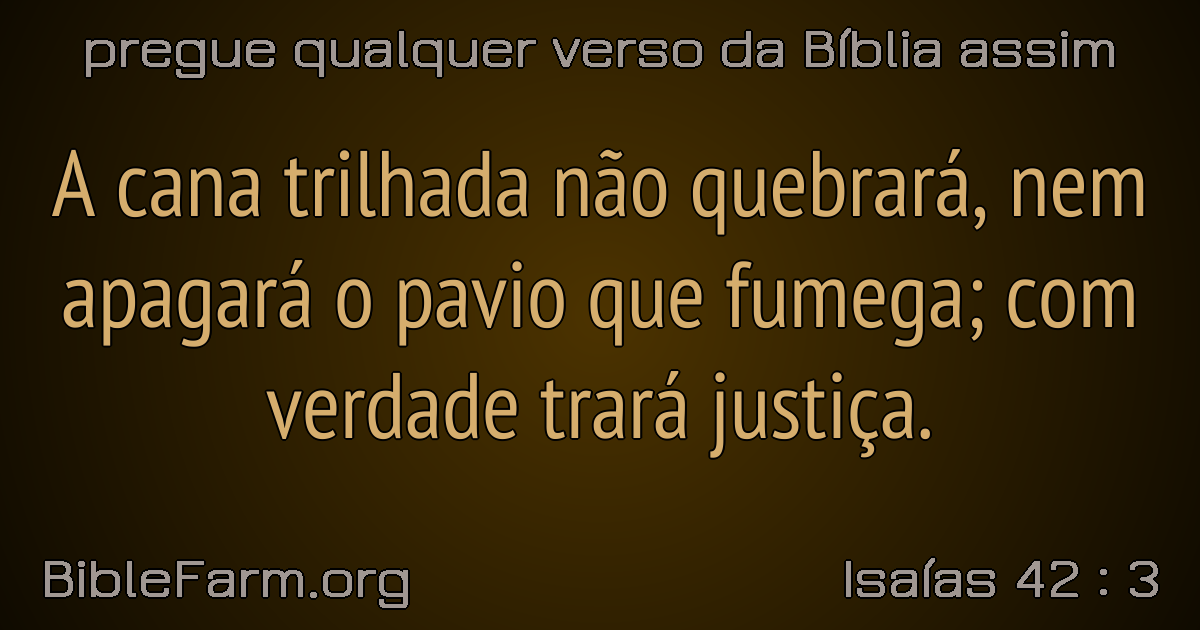 pregue qualquer verso da Bíblia assim
A cana trilhada não quebrará, nem
apagará o pavio que fumega; com
verdade trará justiça.
BibleFarm.org
Isaías 42 : 3